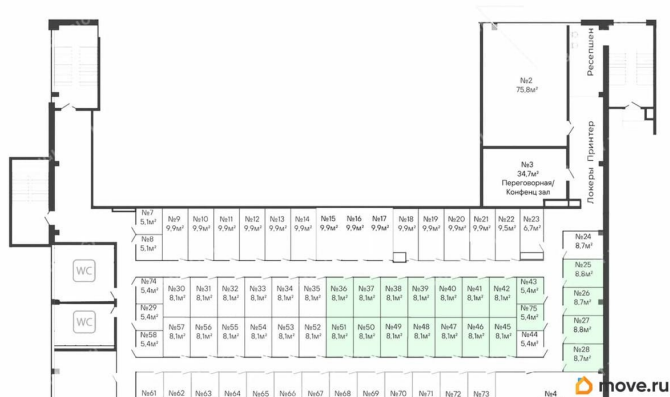 №2
75.8м²
Ресепшен
Принтер
Локеры
№3
34,7м²
Переговорная/
Конфенц зал
№7
5,1м²
№8
5.1м²
№9 №10 №11 №12 №13 №14 №15 №16 №17 №18 №19 №20 №21 №22 №23
9,9м² 9,9м² 9,9м² 9,9м² 9,9м² 9,9м² 9,9м² 9,9м² 9,9м² 9,9м² 9,9м² 9,9м² 9,9м² 9,5м² 6,7м²
№24
8,7м²
№25
8,8м²
№26
8,7м²
№27
8,8м²
№28
8,7м²
WC
WC
№74 №30 №31 №32 №33 №34 №35 №36 №37 №38 №39 №40 №41 №42 №43
5,4м² 8,1м² 8,1м² 8,1м² 8,1м² 8,1м² 8,1м² 8,1м² 8,1м² 8,1м² 8,1м² 8,1м² 8,1м² 8,1м² 5,4м²
№29 №75
5.4м² 5.4м²
№58 №57 №56 №55 №54 №53 №52 №51 №50 №49 №48 №47 №46 №45 №44
5,4м² 8,1м² 8,1м² 8,1м² 8,1м² 8,1м² 8,1м² 8,1м² 8,1м² 8,1м² 8,1м² 8,1м² 8,1м² 8,1м² 5,4м²
№61 №62 №63 №64 №65 №66 №67 №68 №69 №70 №71 №72 №73 №4
move.ru